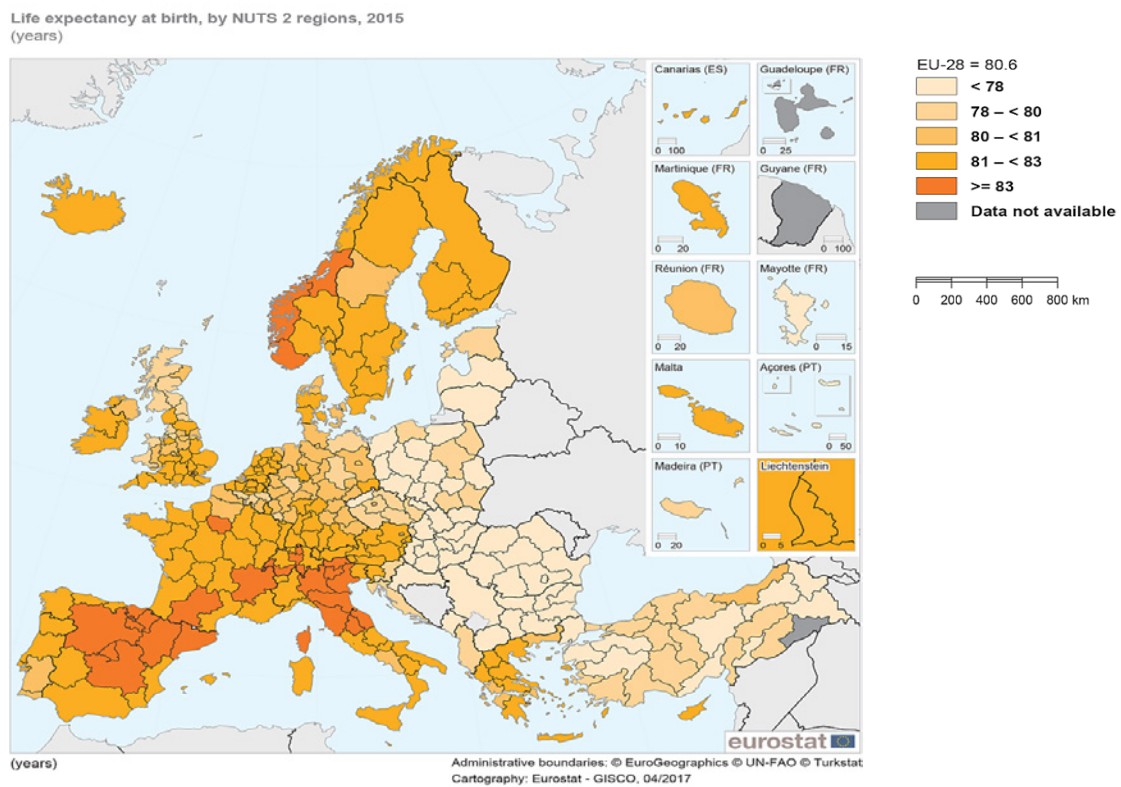 Life expectancy at birth, by NUTS 2 regions, 2015
(years)
EU-28 = 80.6
< 78
78 – < 80
80 – < 81
81 – < 83
>= 83
Data not available
0 200 400 600 800 km
Canarias (ES)
0 100
Guadeloupe (FR)
0 25
Martinique (FR)
0 20
Guyane (FR)
0 100
Réunion (FR)
0 20
Mayotte (FR)
0 15
Malta
0 10
Açores (PT)
0 50
Madeira (PT)
0 20
Liechtenstein
0 5
eurostat
(years)
Administrative boundaries: © EuroGeographics © UN-FAO © Turkstat
Cartography: Eurostat - GISCO, 04/2017